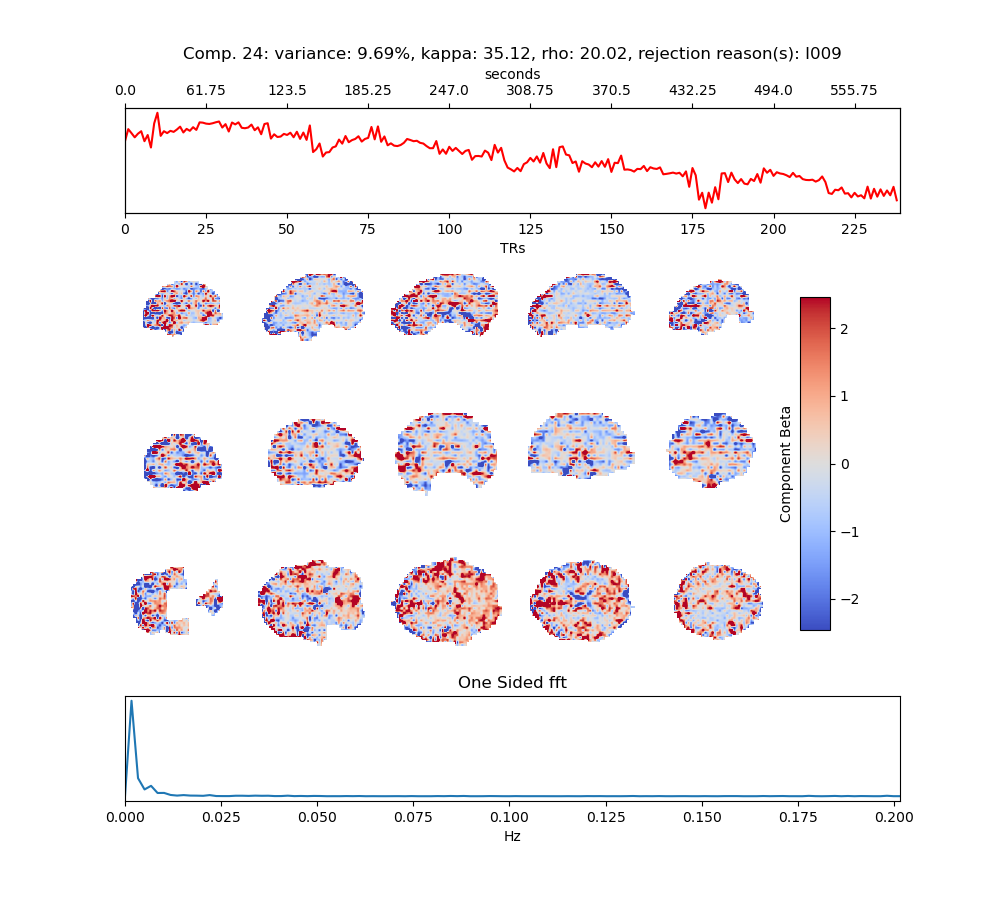 Comp. 24: variance: 9.69%, kappa: 35.12, rho: 20.02, rejection reason(s): I009
seconds
0.0 61.75 123.5 185.25 247.0 308.75 370.5 432.25 494.0 555.75
0 25 50 75 100 125 150 175 200 225
TRs
2
1
0
−1
−2
Component Beta
One Sided fft
0.000 0.025 0.050 0.075 0.100 0.125 0.150 0.175 0.200
Hz